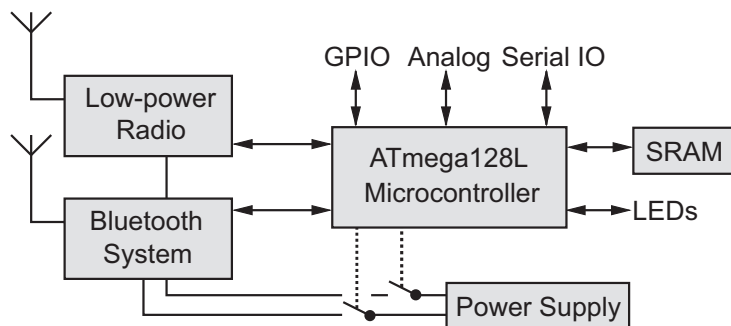 GPIO Analog Serial IO
Low-power
Radio
ATmega128L
Microcontroller
SRAM
LEDs
Bluetooth
System
Power Supply